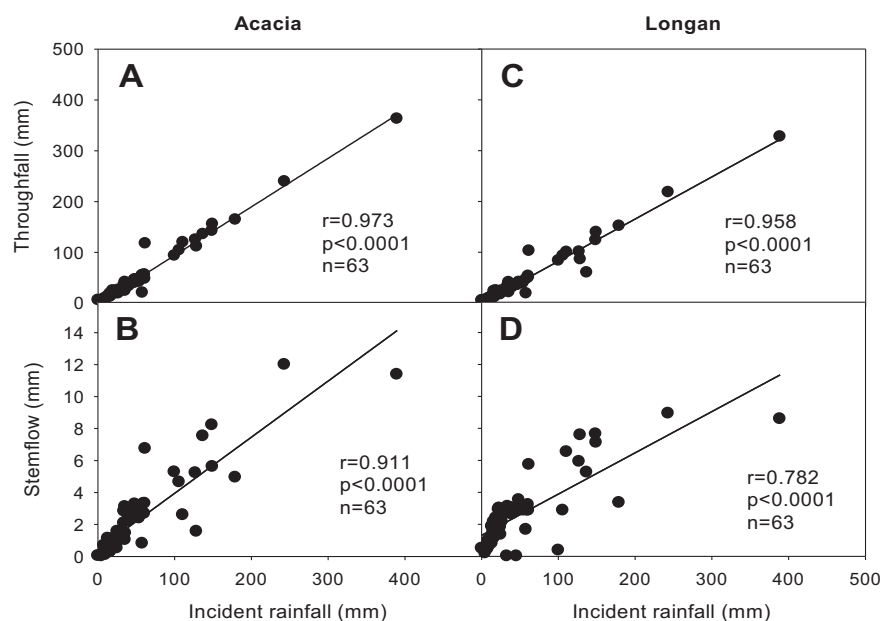 Acacia Longan
500
400
300
200
100
0
Throughfall (mm)
A
r=0.973
p<0.0001
n=63
C
r=0.958
p<0.0001
n=63
14
12
10
8
6
4
2
0
Stemflow (mm)
B
r=0.911
p<0.0001
n=63
D
r=0.782
p<0.0001
n=63
0 100 200 300 400 0 100 200 300 400 500
Incident rainfall (mm) Incident rainfall (mm)